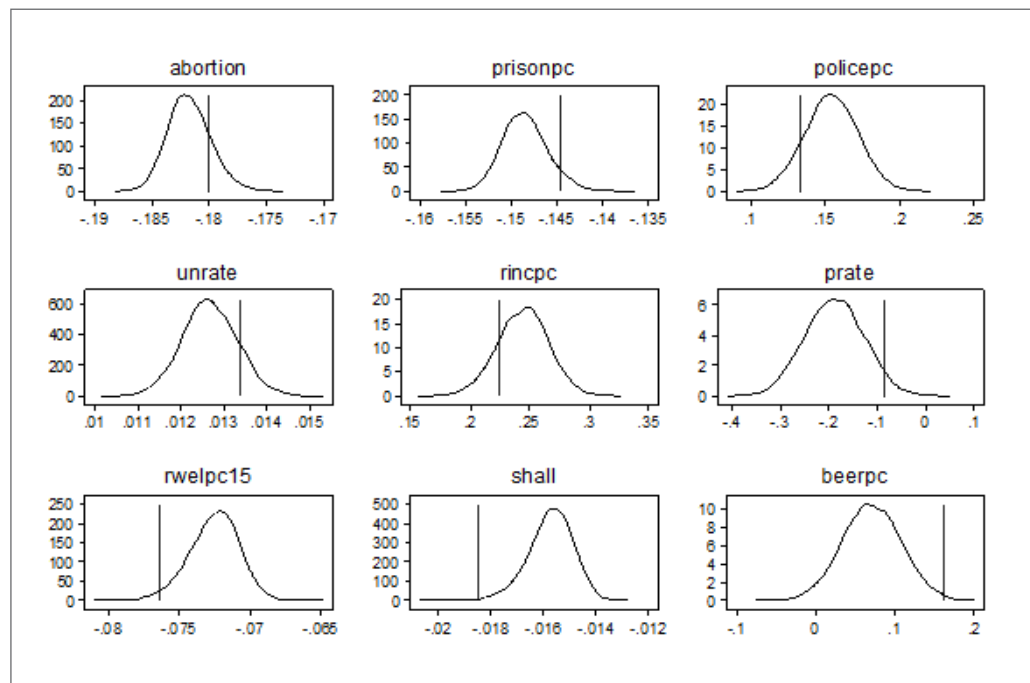 abortion
200
150
100
50
0
-.19 -.185 -.18 -.175 -.17
prisonpc
200
150
100
50
0
-.16 -.155 -.15 -.145 -.14 -.135
policepc
20
15
10
5
0
.1 .15 .2 .25
unrate
600
400
200
0
.01 .011 .012 .013 .014 .015
rincpc
20
15
10
5
0
.15 .2 .25 .3 .35
prate
6
4
2
0
-.4 -.3 -.2 -.1 0 .1
rwelpc15
250
200
150
100
50
0
-.08 -.075 -.07 -.065
shall
500
400
300
200
100
0
-.02 -.018 -.016 -.014 -.012
beerpc
10
8
6
4
2
0
-.1 0 .1 .2